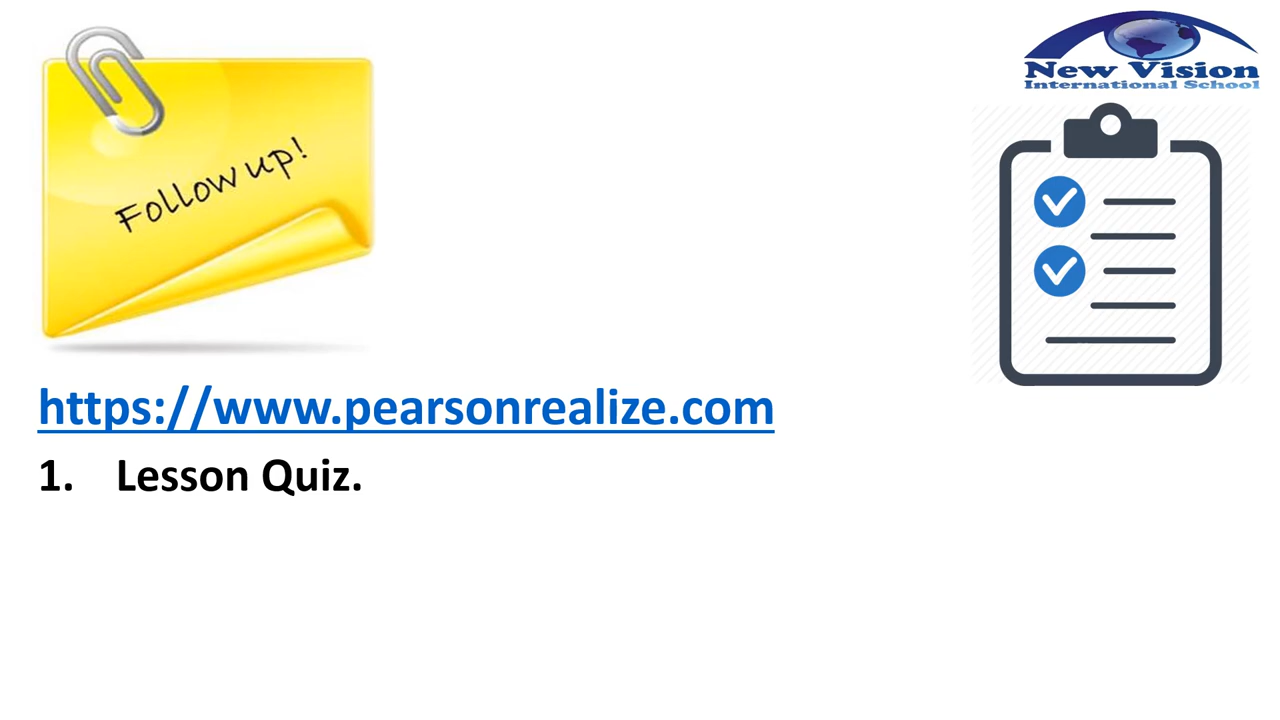 New Vision
International School
Follow up!
https://www.pearsonrealize.com
1. Lesson Quiz.